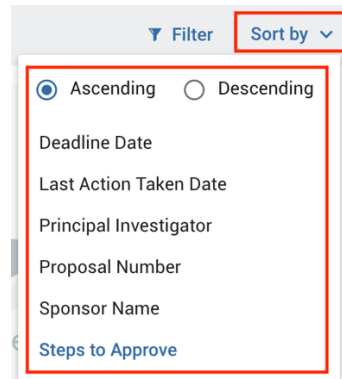 Filter Sort by
Ascending Descending
Deadline Date
Last Action Taken Date
Principal Investigator
Proposal Number
Sponsor Name
Steps to Approve